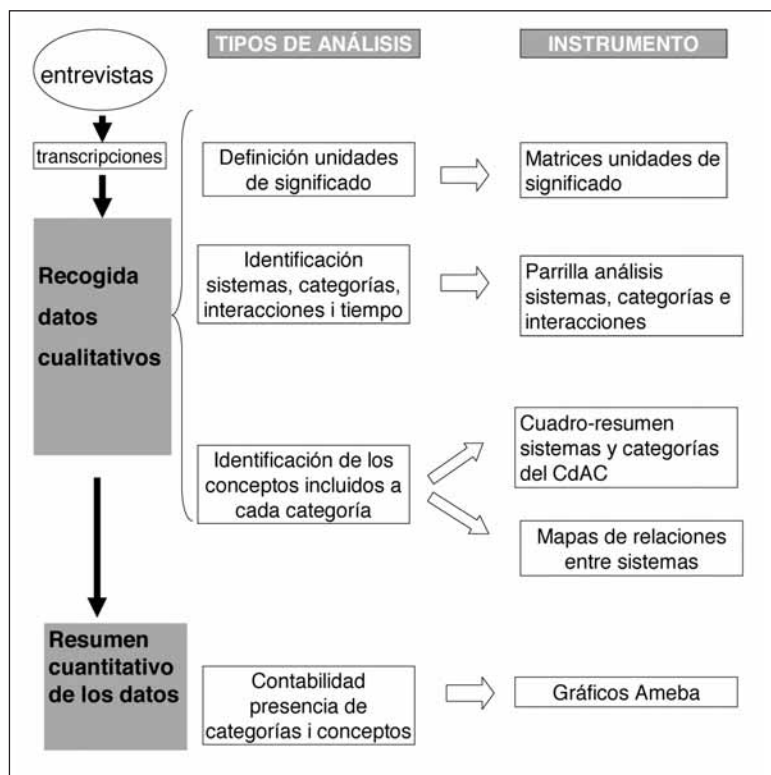 TIPOS DE ANÁLISIS
INSTRUMENTO
entrevistas
transcripciones
Definición unidades
de significado
Matrices unidades de
significado
Recogida
datos
cualitativos
Identificación
sistemas, categorías,
interacciones i tiempo
Parrilla análisis
sistemas, categorías e
interacciones
Identificación de los
conceptos incluidos a
cada categoría
Cuadro-resumen
sistemas y categorías
del CdAC
Mapas de relaciones
entre sistemas
Resumen
cuantitativo
de los datos
Contabilidad
presencia de
categorías i conceptos
Gráficos Ameba